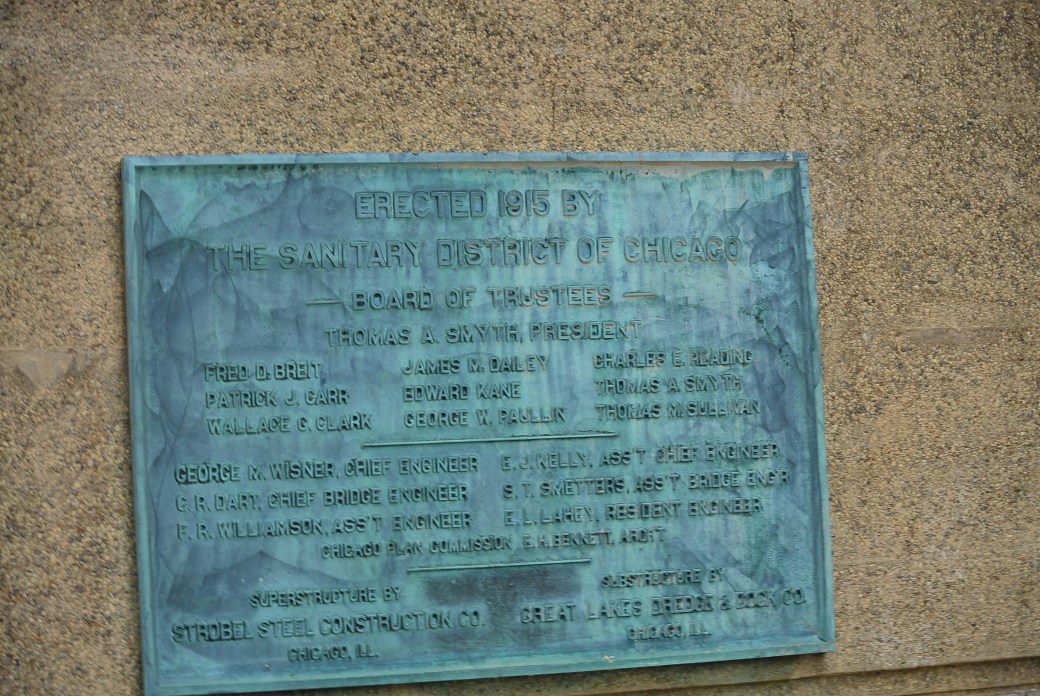 ERECTED 1915 BY
THE SANITARY DISTRICT OF CHICAGO
— BOARD OF TRUSTEES —
THOMAS A. SMYTH, PRESIDENT
FRED D. BREIT JAMES M. DAILEY CHARLES E. READING
PATRICK J. CARR EDWARD KANE THOMAS A. SMYTH
WALLACE G. CLARK GEORGE W. PAULLIN THOMAS M. SULLIVAN
GEORGE M. WISNER, CHIEF ENGINEER E. J. KELLY, ASS'T CHIEF ENGINEER
C. R. DART, CHIEF BRIDGE ENGINEER S. T. SMETTERS, ASS'T BRIDGE ENG'R
F. R. WILLIAMSON, ASS'T ENGINEER E. L. LAHEY, RESIDENT ENGINEER
CHICAGO PLAN COMMISSION, E. H. BENNETT, ARCH'T
SUPERSTRUCTURE BY SUBSTRUCTURE BY
STROBEL STEEL CONSTRUCTION CO. GREAT LAKES DREDGE & DOCK CO.
CHICAGO, ILL. CHICAGO, ILL.